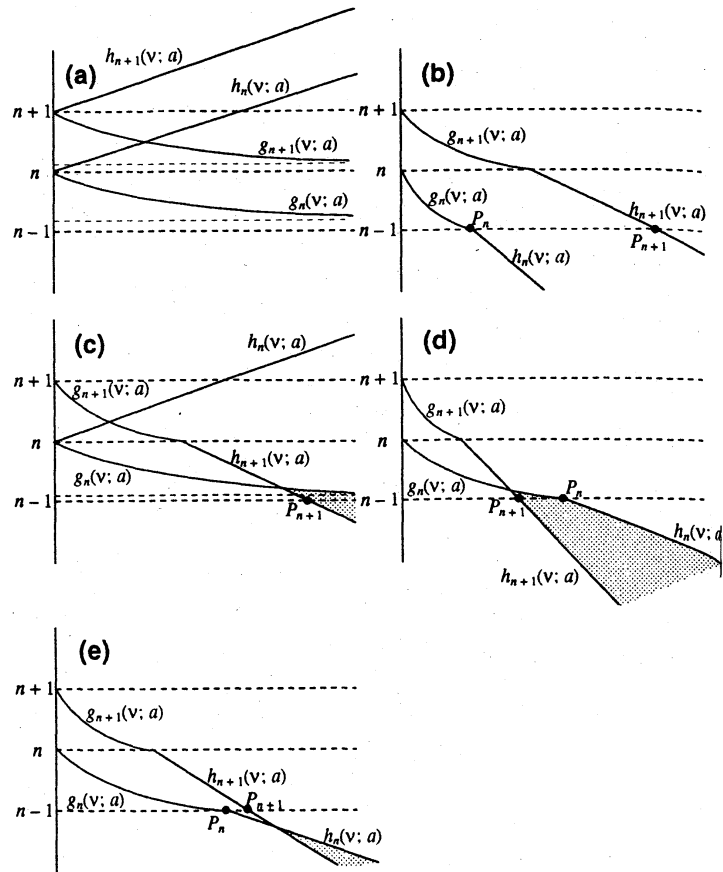 (a)
h_{n+1}(ν; a)
h_n(ν; a)
n + 1
g_{n+1}(ν; a)
n
g_n(ν; a)
n − 1
(b)
n + 1
g_{n+1}(ν; a)
n
g_n(ν; a)
P_n
h_{n+1}(ν; a)
n − 1
P_{n+1}
h_n(ν; a)
(c)
h_n(ν; a)
n + 1
g_{n+1}(ν; a)
n
h_{n+1}(ν; a)
g_n(ν; a)
n − 1
P_{n+1}
(d)
n + 1
g_{n+1}(ν; a)
n
g_n(ν; a)
P_n
n − 1
P_{n+1}
h_n(ν; a
h_{n+1}(ν; a)
(e)
n + 1
g_{n+1}(ν; a)
n
h_{n+1}(ν; a)
g_n(ν; a)
P_{n+1}
n − 1
P_n
h_n(ν; a)